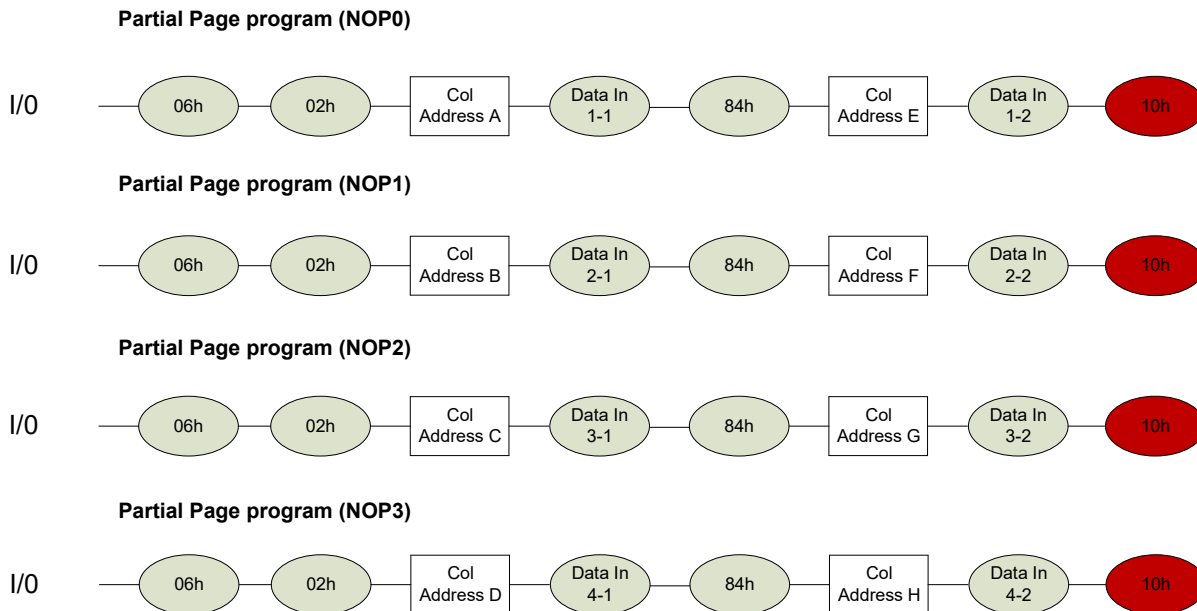 Partial Page program (NOP0)
I/0
06h
02h
Col
Address A
Data In
1-1
84h
Col
Address E
Data In
1-2
10h
Partial Page program (NOP1)
I/0
06h
02h
Col
Address B
Data In
2-1
84h
Col
Address F
Data In
2-2
10h
Partial Page program (NOP2)
I/0
06h
02h
Col
Address C
Data In
3-1
84h
Col
Address G
Data In
3-2
10h
Partial Page program (NOP3)
I/0
06h
02h
Col
Address D
Data In
4-1
84h
Col
Address H
Data In
4-2
10h